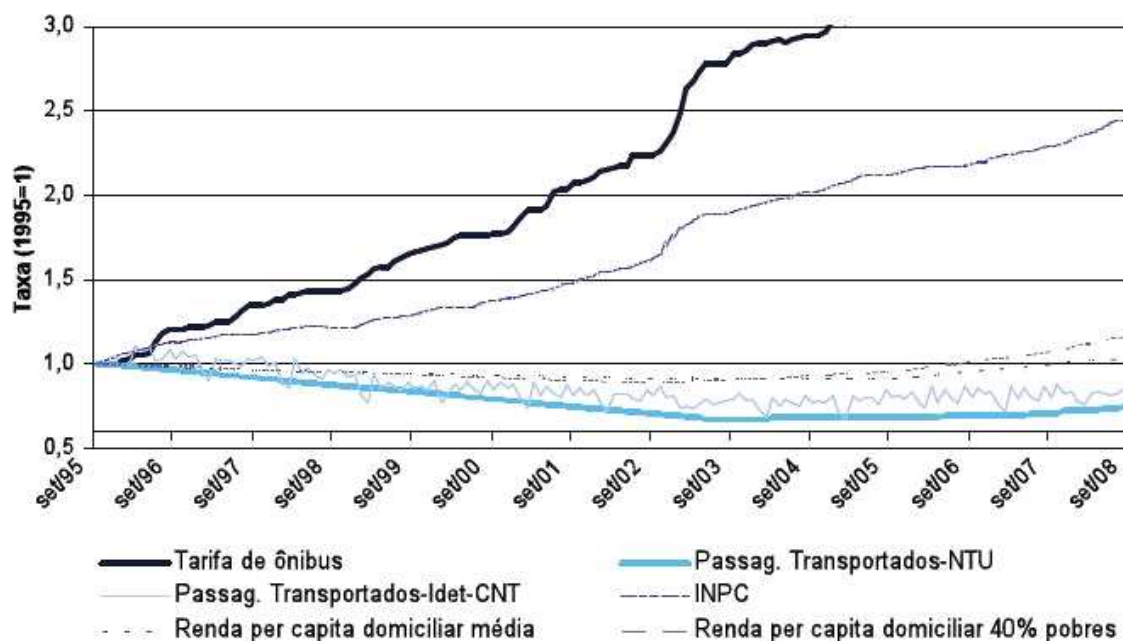 Taxa (1995=1)
3,0
2,5
2,0
1,5
1,0
0,5
set/95
set/96
set/97
set/98
set/99
set/00
set/01
set/02
set/03
set/04
set/05
set/06
set/07
set/08
Tarifa de ônibus
Passag. Transportados-NTU
Passag. Transportados-Idet-CNT
INPC
Renda per capita domiciliar média
Renda per capita domiciliar 40% pobres